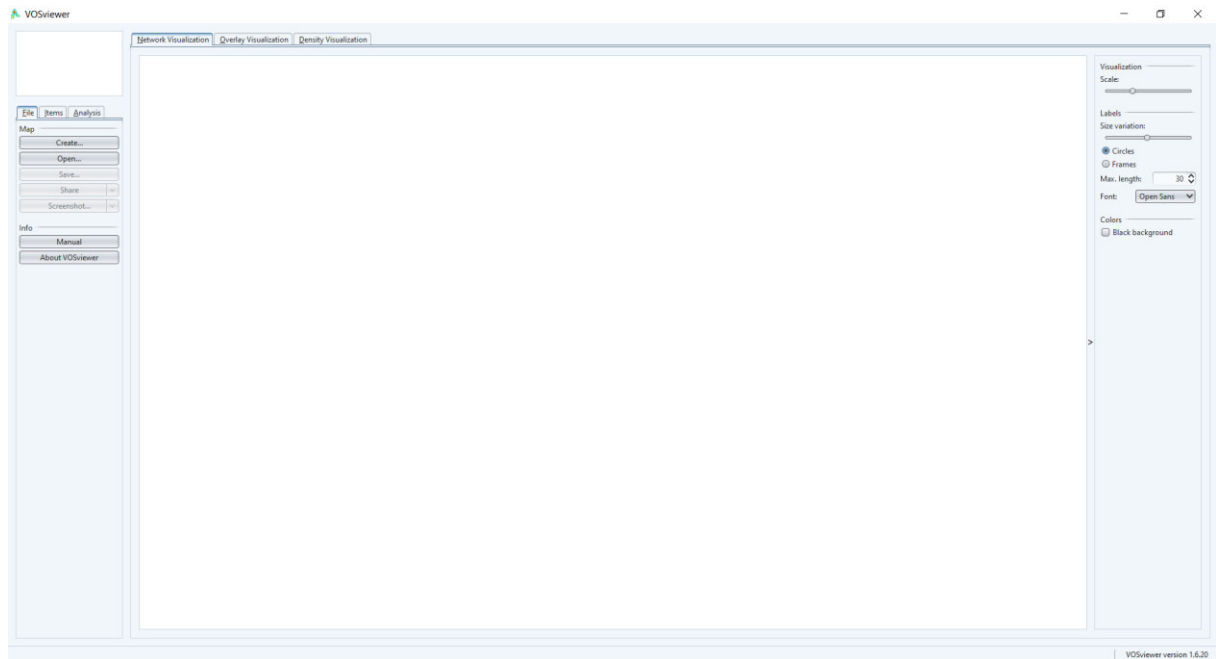 VOSviewer
Network Visualization Overlay Visualization Density Visualization
File Items Analysis
Map
Create...
Open...
Save...
Share
Screenshot...
Info
Manual
About VOSviewer
>
Visualization
Scale:
Labels
Size variation:
Circles
Frames
Max. length: 30
Font: Open Sans
Colors
Black background
VOSviewer version 1.6.20